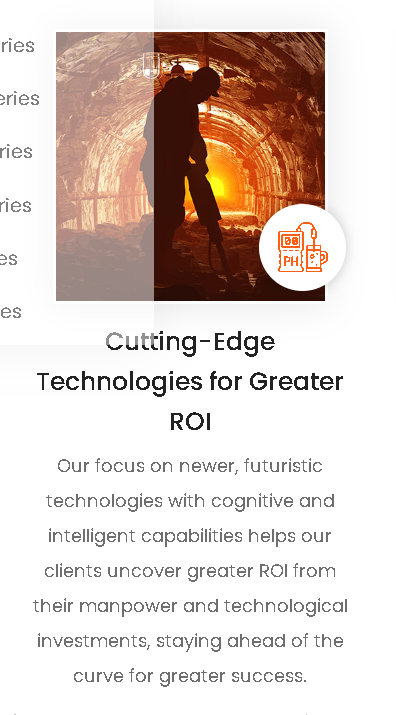 ries
eries
ries
ries
es
es
PH
Cutting-Edge
Technologies for Greater
ROI
Our focus on newer, futuristic
technologies with cognitive and
intelligent capabilities helps our
clients uncover greater ROI from
their manpower and technological
investments, staying ahead of the
curve for greater success.